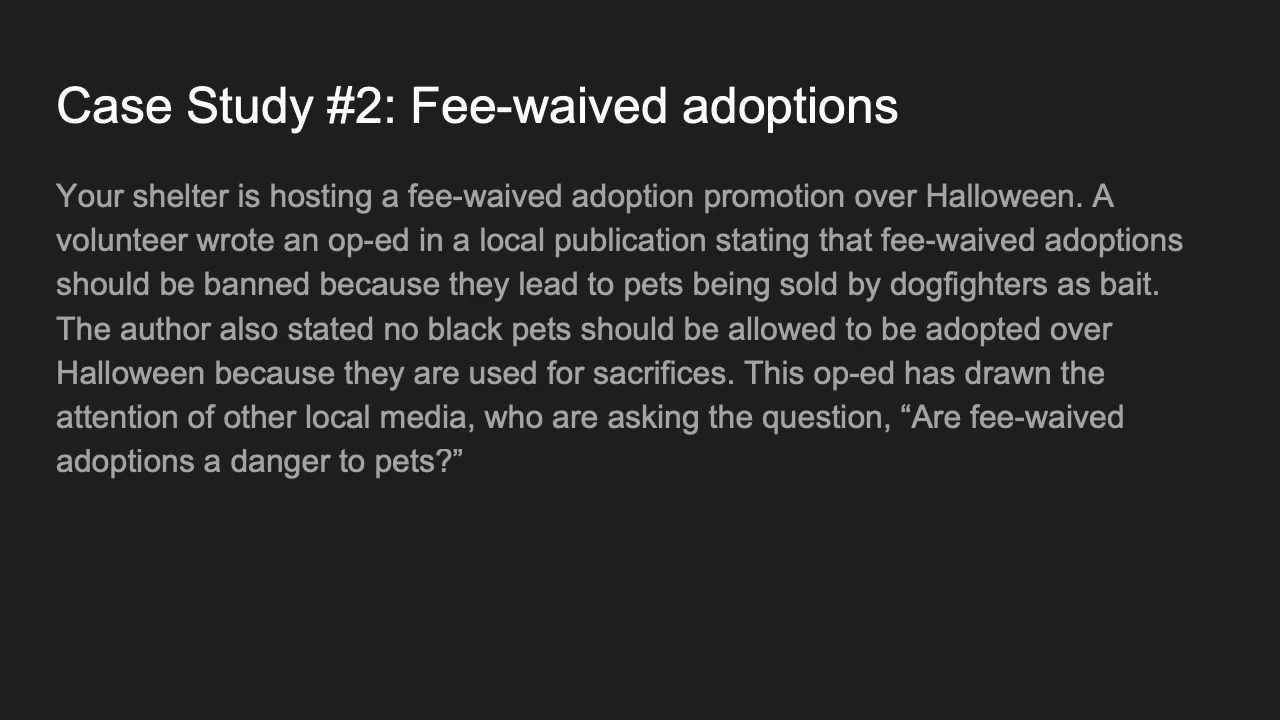 Case Study #2: Fee-waived adoptions
Your shelter is hosting a fee-waived adoption promotion over Halloween. A
volunteer wrote an op-ed in a local publication stating that fee-waived adoptions
should be banned because they lead to pets being sold by dogfighters as bait.
The author also stated no black pets should be allowed to be adopted over
Halloween because they are used for sacrifices. This op-ed has drawn the
attention of other local media, who are asking the question, “Are fee-waived
adoptions a danger to pets?”